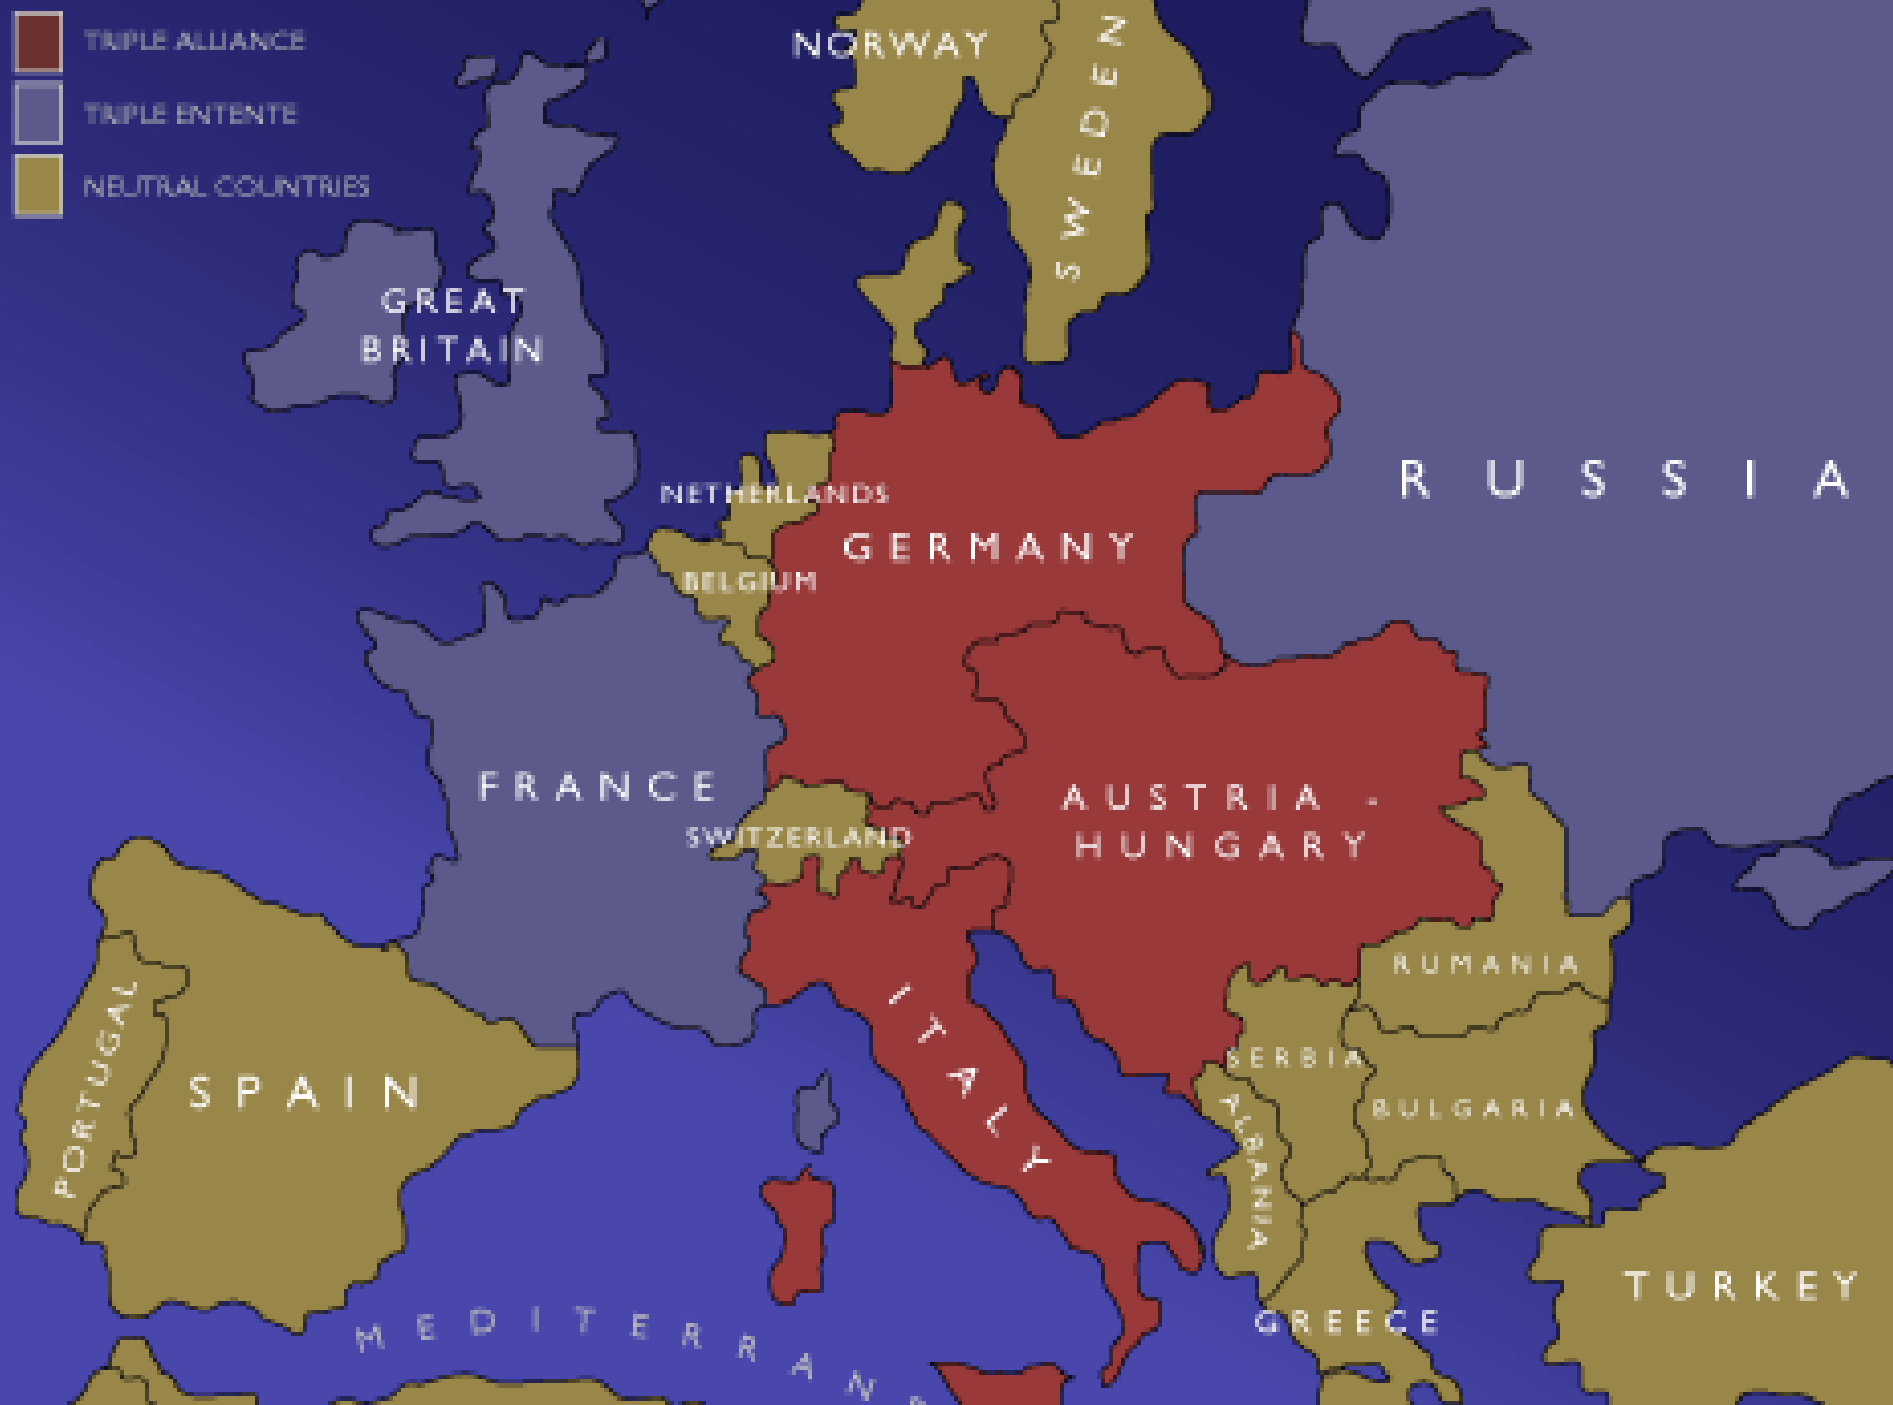 TRIPLE ALLIANCE
TRIPLE ENTENTE
NEUTRAL COUNTRIES
NORWAY
SWEDEN
GREAT
BRITAIN
RUSSIA
NETHERLANDS
GERMANY
BELGIUM
FRANCE
AUSTRIA -
HUNGARY
SWITZERLAND
RUMANIA
ITALY
PORTUGAL
SPAIN
SERBIA
BULGARIA
ALBANIA
TURKEY
GREECE
MEDITERRAN